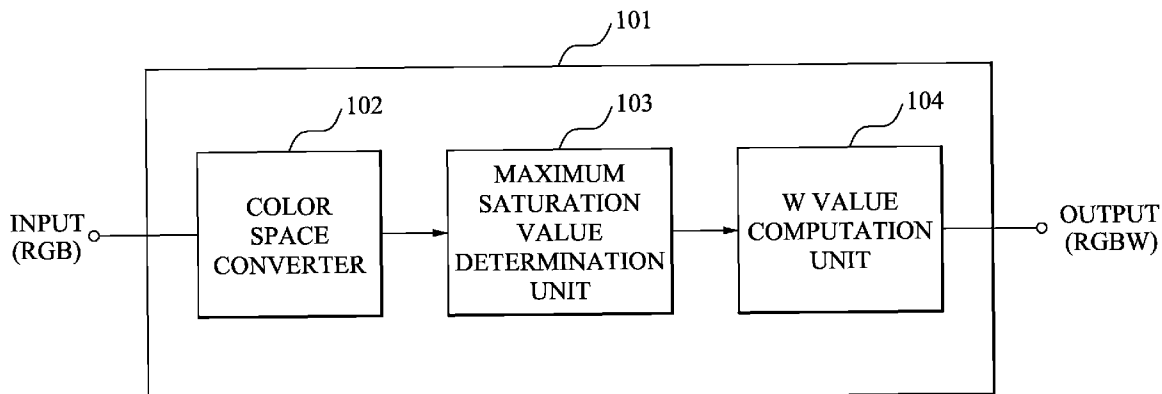 101
102
103
104
INPUT
(RGB)
COLOR
SPACE
CONVERTER
MAXIMUM
SATURATION
VALUE
DETERMINATION
UNIT
W VALUE
COMPUTATION
UNIT
OUTPUT
(RGBW)